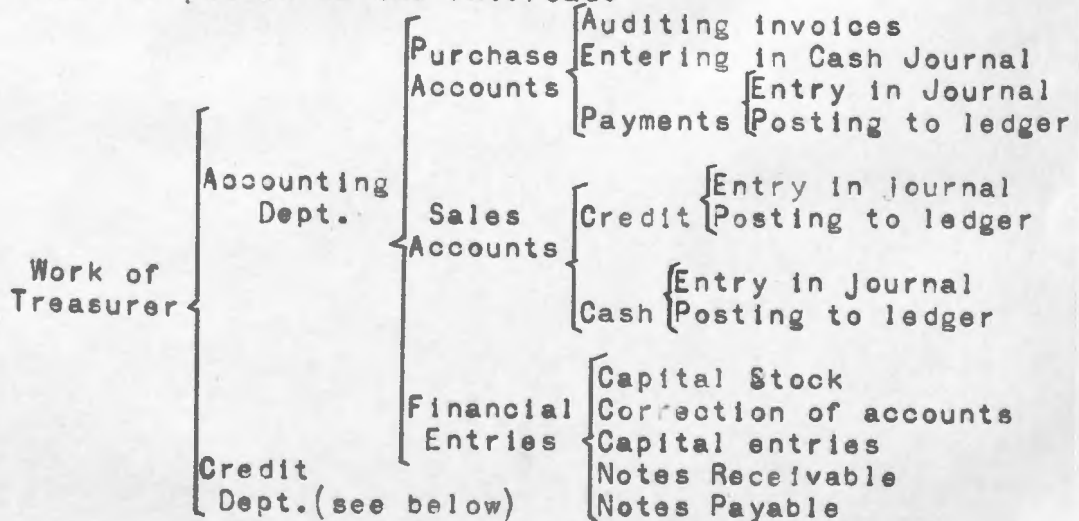 Auditing invoices
Purchase Entering in Cash Journal
Accounts Entry in Journal
Payments Posting to ledger
Accounting Entry in journal
Dept. Sales Credit Posting to ledger
Accounts
Work of Entry in journal
Treasurer Cash Posting to ledger
Capital Stock
Financial Correction of accounts
Entries Capital entries
Credit Notes Receivable
Dept.(see below) Notes Payable